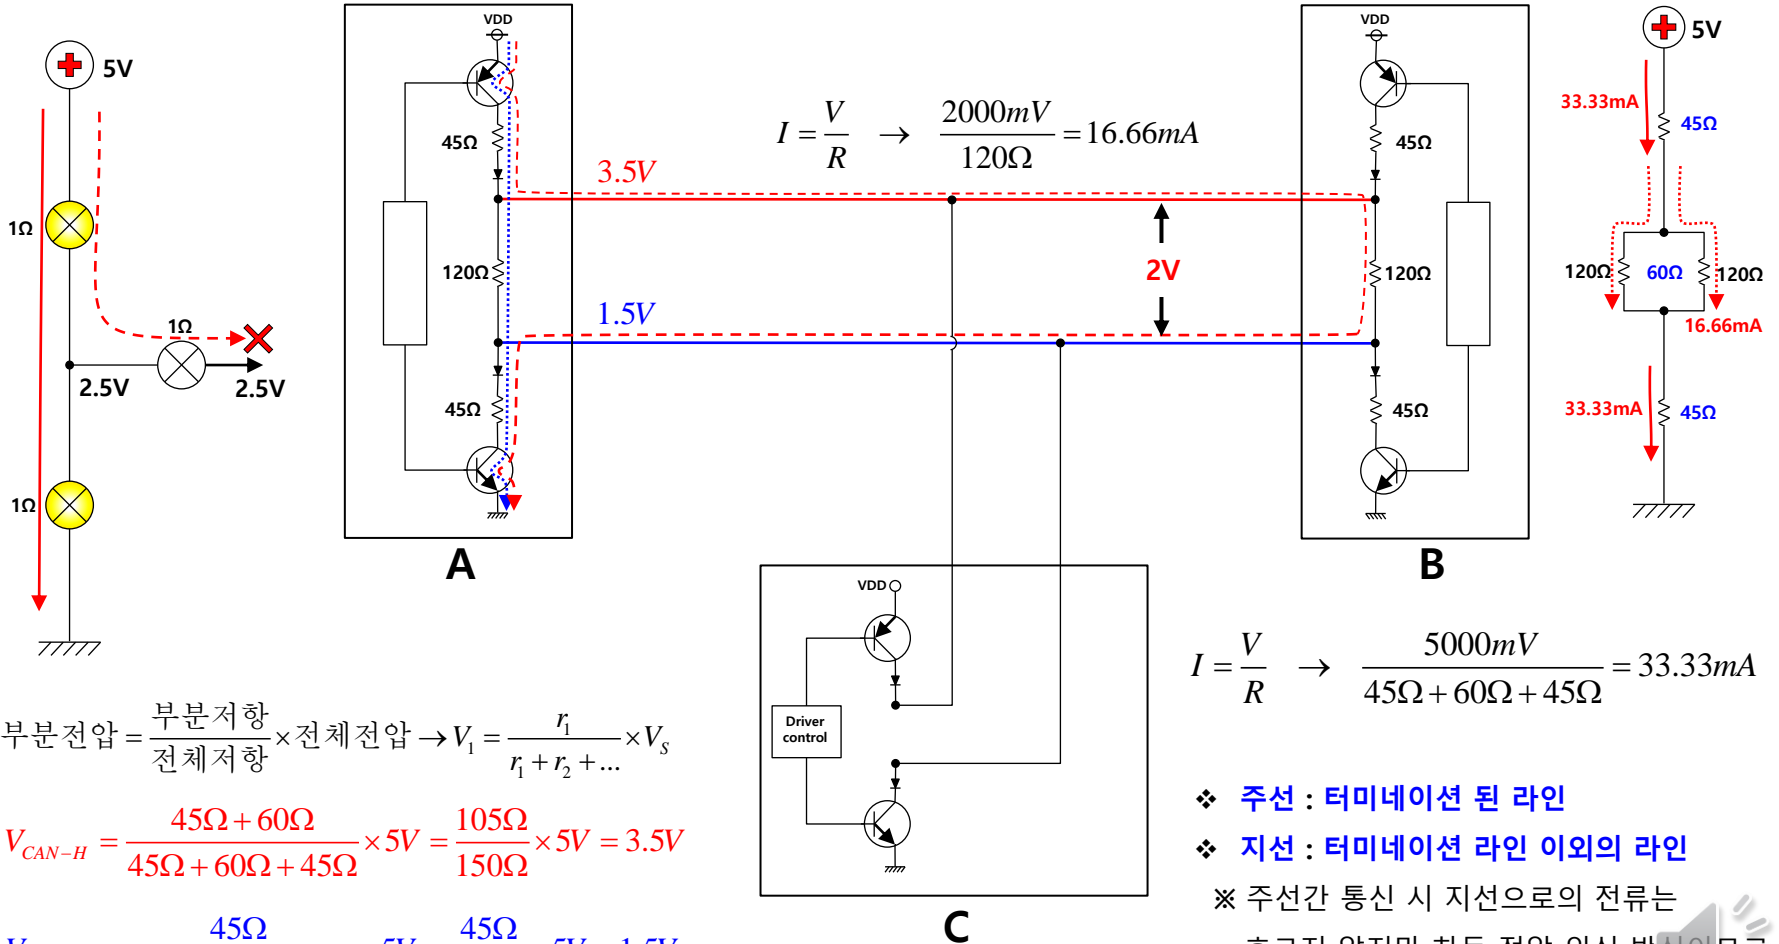 5V
1Ω
1Ω
2.5V
2.5V
1Ω
VDD
45Ω
120Ω
45Ω
A
3.5V
1.5V
I = V/R → 2000mV/120Ω = 16.66mA
2V
VDD
45Ω
120Ω
45Ω
B
5V
33.33mA
45Ω
120Ω
60Ω
120Ω
16.66mA
33.33mA
45Ω
VDD
Driver
control
C
I = V/R → 5000mV/(45Ω + 60Ω + 45Ω) = 33.33mA
부분전압 = 부분저항/전체저항 × 전체전압 → V₁ = r₁/(r₁ + r₂ + ...) × V_S
V_CAN-H = (45Ω + 60Ω)/(45Ω + 60Ω + 45Ω) × 5V = 105Ω/150Ω × 5V = 3.5V
45Ω 45Ω
❖ 주선 : 터미네이션 된 라인
❖ 지선 : 터미네이션 라인 이외의 라인
※ 주선간 통신 시 지선으로의 전류는